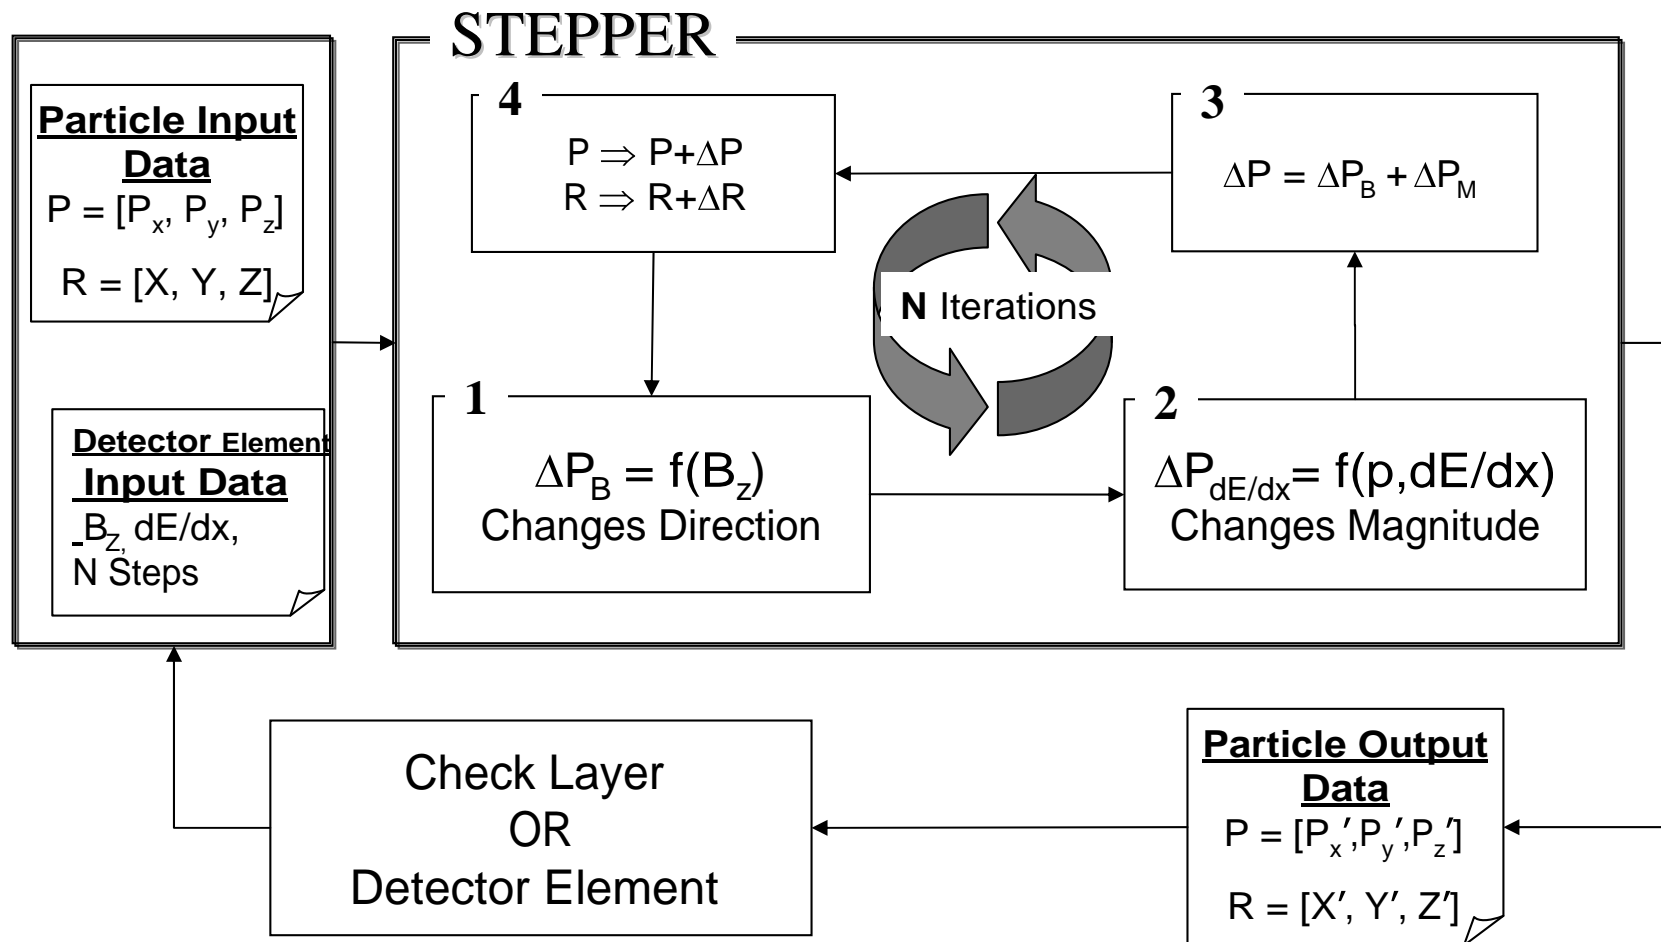 STEPPER
Particle Input
Data
P = [Px, Py, Pz]
R = [X, Y, Z]
Detector Element
Input Data
BZ, dE/dx,
N Steps
4
P ⇒ P+ΔP
R ⇒ R+ΔR
3
ΔP = ΔPB + ΔPM
N Iterations
1
ΔPB = f(Bz)
Changes Direction
2
ΔPdE/dx= f(p,dE/dx)
Changes Magnitude
Check Layer
OR
Detector Element
Particle Output
Data
P = [Px′,Py′,Pz′]
R = [X′, Y′, Z′]